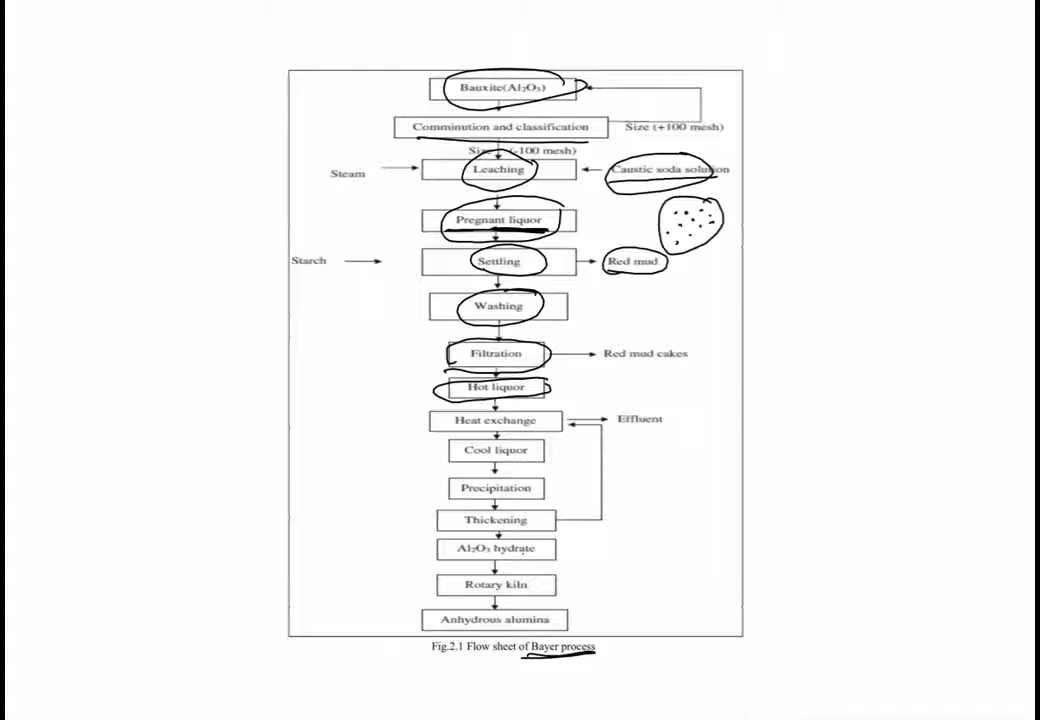 Bauxite(Al₂O₃)
Comminution and classification
Size (+100 mesh)
Size (-100 mesh)
Steam
Leaching
Caustic soda solution
Pregnant liquor
Starch
Settling
Red mud
Washing
Filtration
Red mud cakes
Hot liquor
Heat exchange
Effluent
Cool liquor
Precipitation
Thickening
Al₂O₃ hydrate
Rotary kiln
Anhydrous alumina
Fig.2.1 Flow sheet of Bayer process